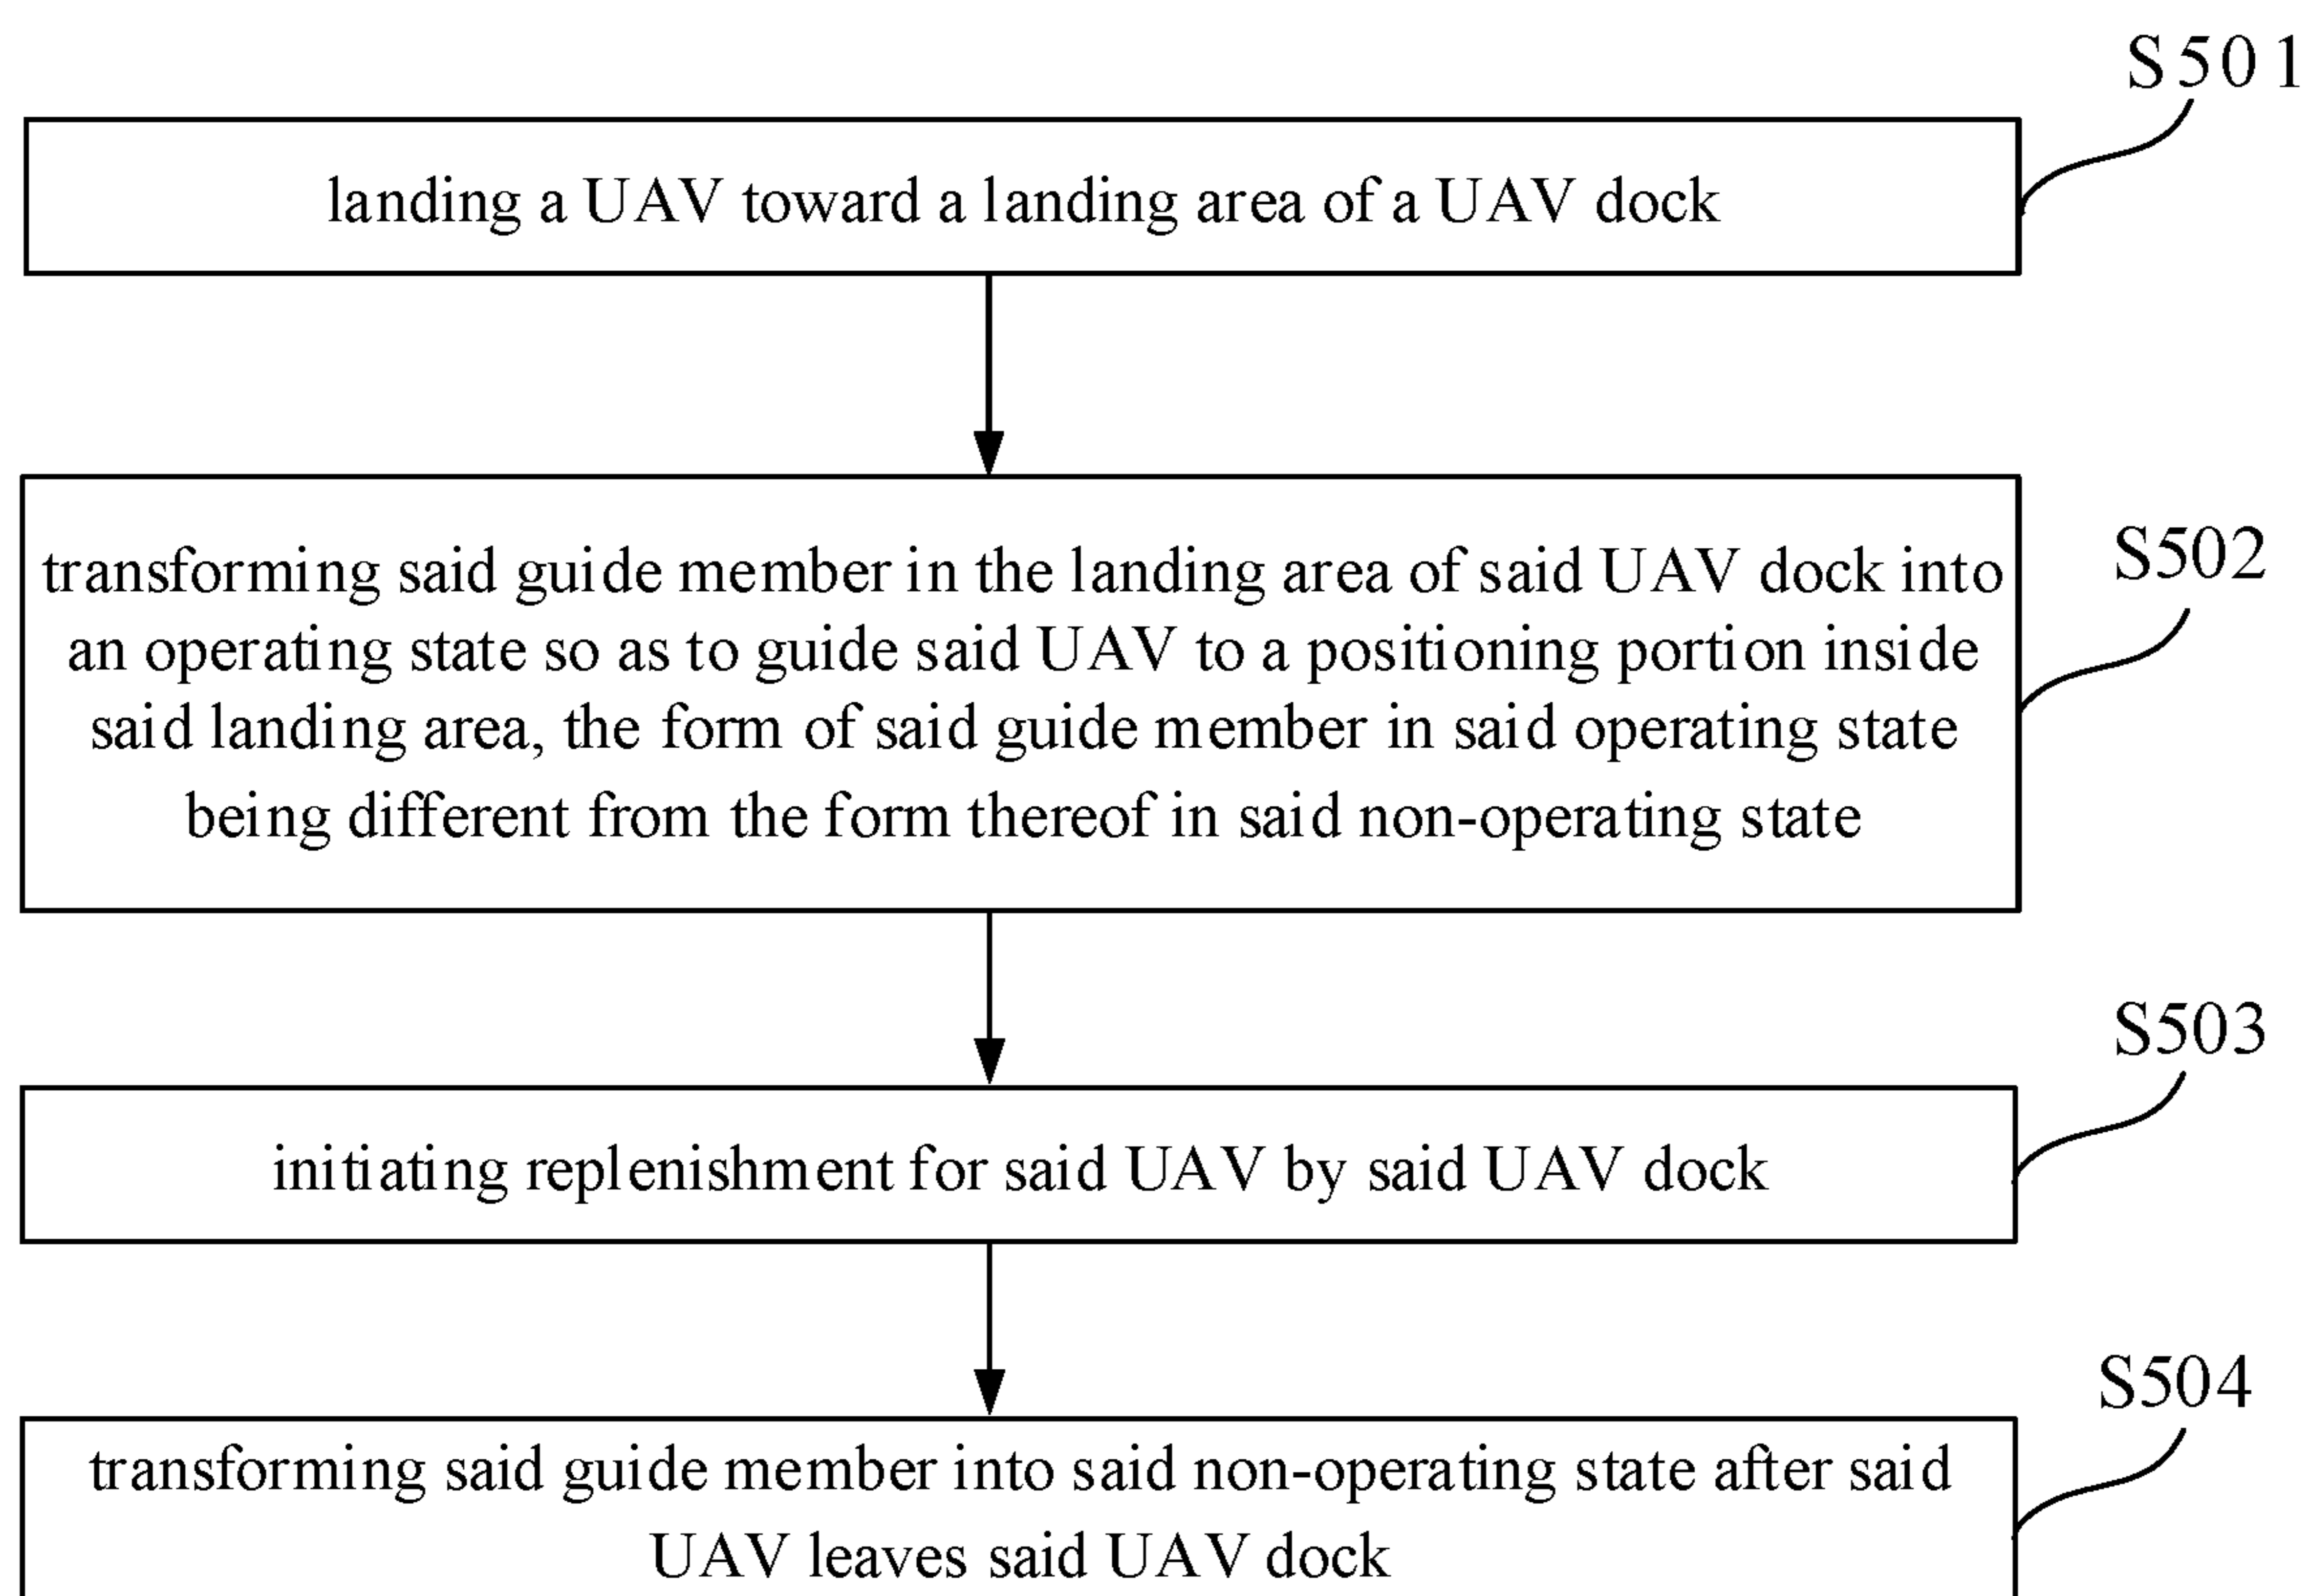 S501
landing a UAV toward a landing area of a UAV dock
S502
transforming said guide member in the landing area of said UAV dock into
an operating state so as to guide said UAV to a positioning portion inside
said landing area, the form of said guide member in said operating state
being different from the form thereof in said non-operating state
S503
initiating replenishment for said UAV by said UAV dock
S504
transforming said guide member into said non-operating state after said
UAV leaves said UAV dock